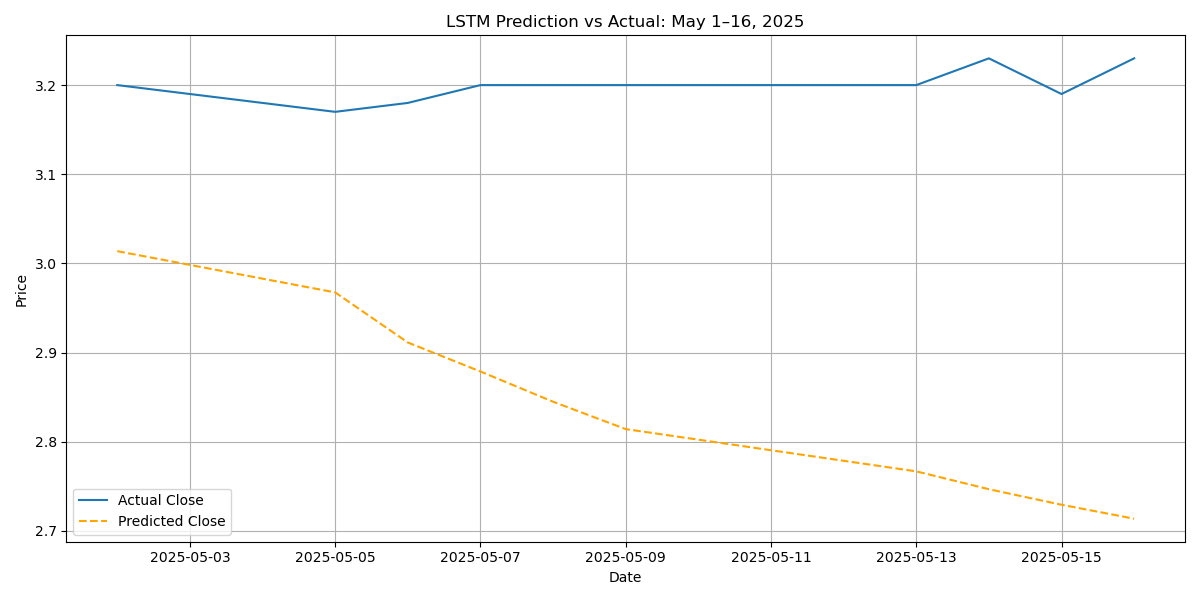 LSTM Prediction vs Actual: May 1–16, 2025
Price
3.2
3.1
3.0
2.9
2.8
2.7
Actual Close
Predicted Close
2025-05-03 2025-05-05 2025-05-07 2025-05-09 2025-05-11 2025-05-13 2025-05-15
Date